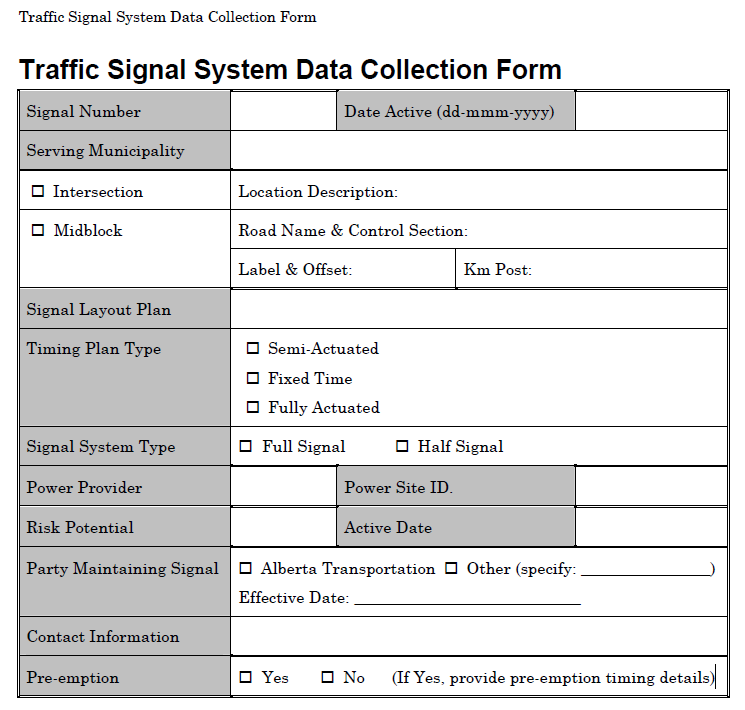 Traffic Signal System Data Collection Form
Traffic Signal System Data Collection Form
Signal Number
Date Active (dd-mmm-yyyy)
Serving Municipality
☐ Intersection
Location Description:
☐ Midblock
Road Name & Control Section:
Label & Offset:
Km Post:
Signal Layout Plan
Timing Plan Type
☐ Semi-Actuated
☐ Fixed Time
☐ Fully Actuated
Signal System Type
☐ Full Signal ☐ Half Signal
Power Provider
Power Site ID.
Risk Potential
Active Date
Party Maintaining Signal
☐ Alberta Transportation ☐ Other (specify: ________________)
Effective Date: ____________________________
Contact Information
Pre-emption
☐ Yes ☐ No (If Yes, provide pre-emption timing details)